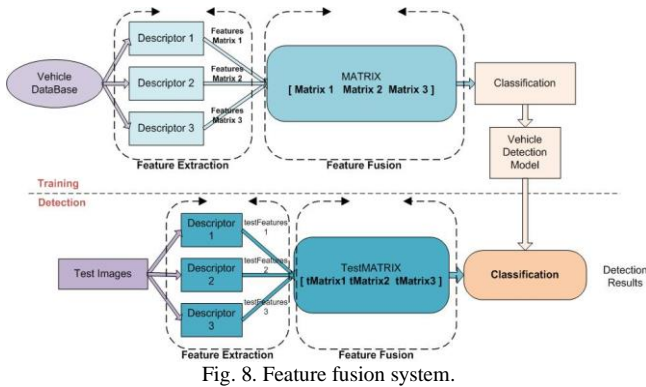 Descriptor 1
Features
Matrix 1
Vehicle
DataBase
Descriptor 2
Features
Matrix 2
MATRIX
[ Matrix 1 Matrix 2 Matrix 3 ]
Classification
Descriptor 3
Features
Matrix 3
Feature Extraction
Feature Fusion
Vehicle
Detection
Model
Training
Detection
Descriptor
1
testFeatures
1
Test Images
Descriptor
2
testFeatures
2
TestMATRIX
[ tMatrix1 tMatrix2 tMatrix3 ]
Classification
Detection
Results
Descriptor
3
testFeatures
3
Feature Extraction
Feature Fusion
Fig. 8. Feature fusion system.